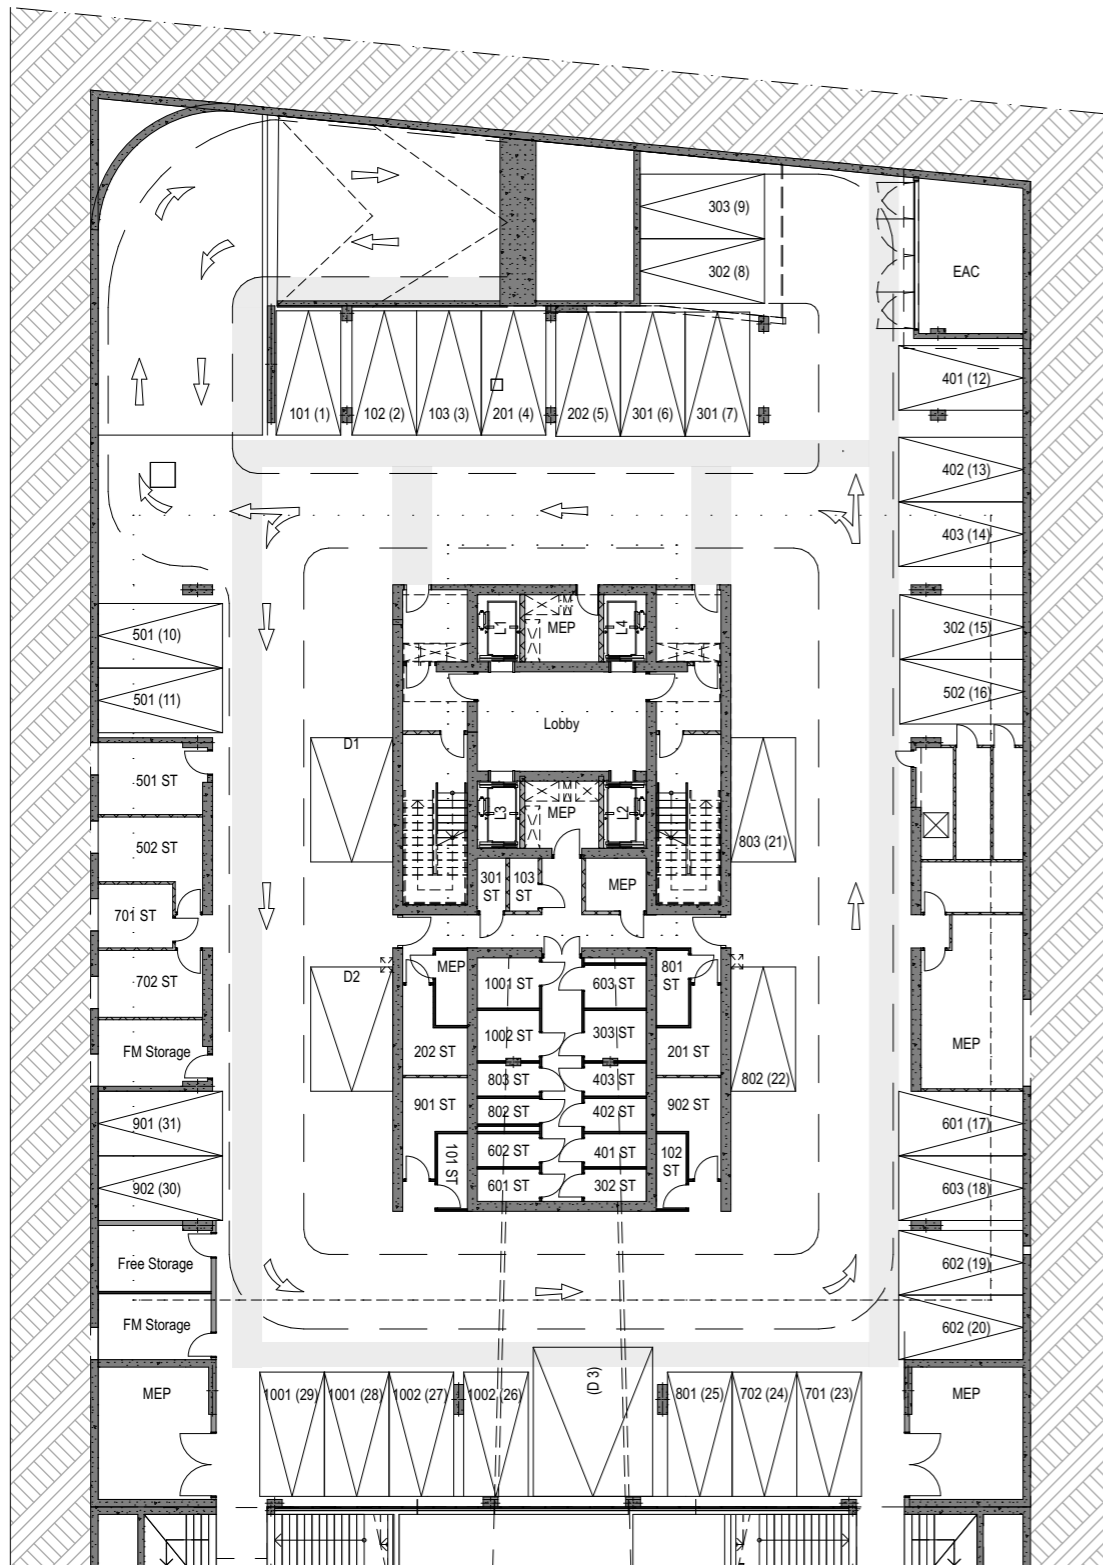 303 (9)
302 (8)
EAC
401 (12)
101 (1)
102 (2)
103 (3)
201 (4)
202 (5)
301 (6)
301 (7)
402 (13)
403 (14)
501 (10)
501 (11)
L1
MEP
L4
302 (15)
502 (16)
Lobby
D1
501 ST
502 ST
L3
MEP
L2
803 (21)
301
ST
103
ST
MEP
701 ST
702 ST
FM Storage
D2
MEP
1001 ST
603 ST
801
ST
1002 ST
303 ST
202 ST
201 ST
802 (22)
MEP
803 ST
403 ST
901 ST
802 ST
402 ST
902 ST
901 (31)
902 (30)
101 ST
602 ST
401 ST
102
ST
601 ST
302 ST
601 (17)
603 (18)
Free Storage
FM Storage
602 (19)
602 (20)
MEP
1001 (29)
1001 (28)
1002 (27)
1002 (26)
(D 3)
801 (25)
702 (24)
701 (23)
MEP